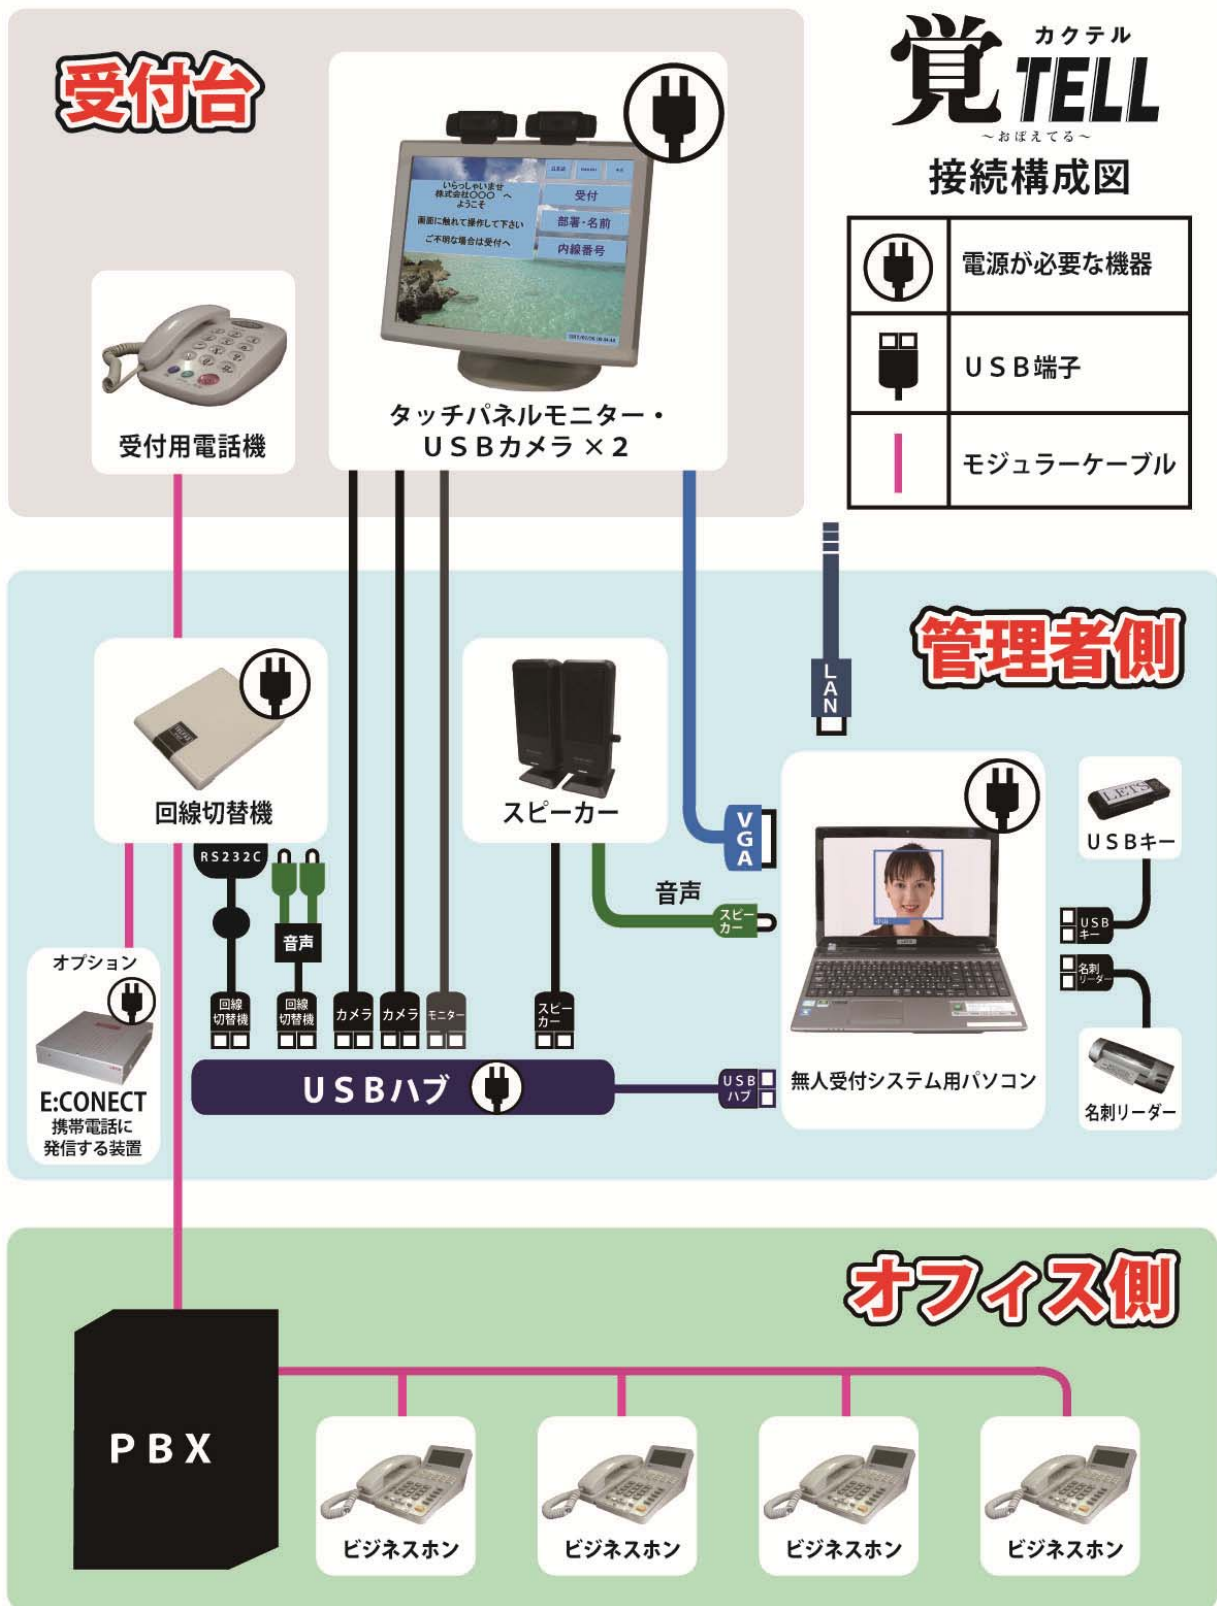 受付台
カクテル
覚TELL
～おぼえてる～
接続構成図
電源が必要な機器
ＵＳＢ端子
モジュラーケーブル
いらっしゃいませ
株式会社○○○ へ
ようこそ
画面に触れて操作して下さい
ご不明な場合は受付へ
受付
部署・名前
内線番号
タッチパネルモニター・
ＵＳＢカメラ ×２
受付用電話機
管理者側
LAN
回線切替機
スピーカー
VGA
LETS
ＵＳＢキー
RS232C
音声
音声
スピー
カー
USB
キー
名刺
リーダー
オプション
E:CONECT
携帯電話に
発信する装置
回線
切替機
回線
切替機
カメラ
カメラ
モニター
スピー
カー
ＵＳＢハブ
USB
ハブ
無人受付システム用パソコン
名刺リーダー
オフィス側
ＰＢＸ
ビジネスホン
ビジネスホン
ビジネスホン
ビジネスホン